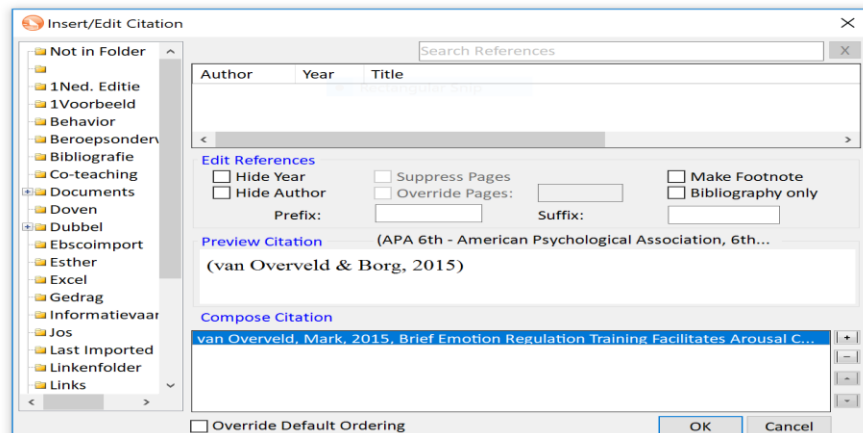 Insert/Edit Citation
Not in Folder
1Ned. Editie
1Voorbeeld
Behavior
Beroepsonderv
Bibliografie
Co-teaching
Documents
Doven
Dubbel
Ebscoimport
Esther
Excel
Gedrag
Informatievaar
Jos
Last Imported
Linkenfolder
Links
Search References
X
Author Year Title
Rectangular Snip
Edit References
Hide Year Suppress Pages Make Footnote
Hide Author Override Pages: Bibliography only
Prefix: Suffix:
Preview Citation (APA 6th - American Psychological Association, 6th...
(van Overveld & Borg, 2015)
Compose Citation
van Overveld, Mark, 2015, Brief Emotion Regulation Training Facilitates Arousal C...
Override Default Ordering
OK Cancel